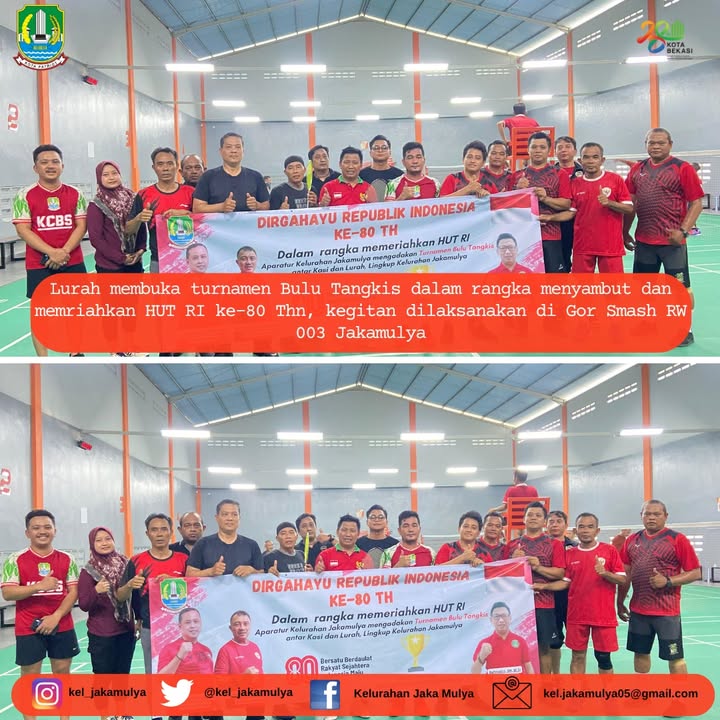 KOTA
BEKASI
KCBS
DIRGAHAYU REPUBLIK INDONESIA
KE-80 TH
Dalam rangka memeriahkan HUT RI
Aparatur Kelurahan Jakamulya mengadakan Turnamen Bulu Tangkis
antar Kasi dan Lurah, Lingkup Kelurahan Jakamulya
Lurah membuka turnamen Bulu Tangkis dalam rangka menyambut dan
memriahkan HUT RI ke-80 Thn, kegitan dilaksanakan di Gor Smash RW
003 Jakamulya
KCBS
DIRGAHAYU REPUBLIK INDONESIA
KE-80 TH
Dalam rangka memeriahkan HUT RI
Aparatur Kelurahan Jakamulya mengadakan Turnamen Bulu Tangkis
antar Kasi dan Lurah, Lingkup Kelurahan Jakamulya
80
Bersatu Berdaulat
Rakyat Sejahtera
kel_jakamulya
@kel_jakamulya
Kelurahan Jaka Mulya
kel.jakamulya05@gmail.com